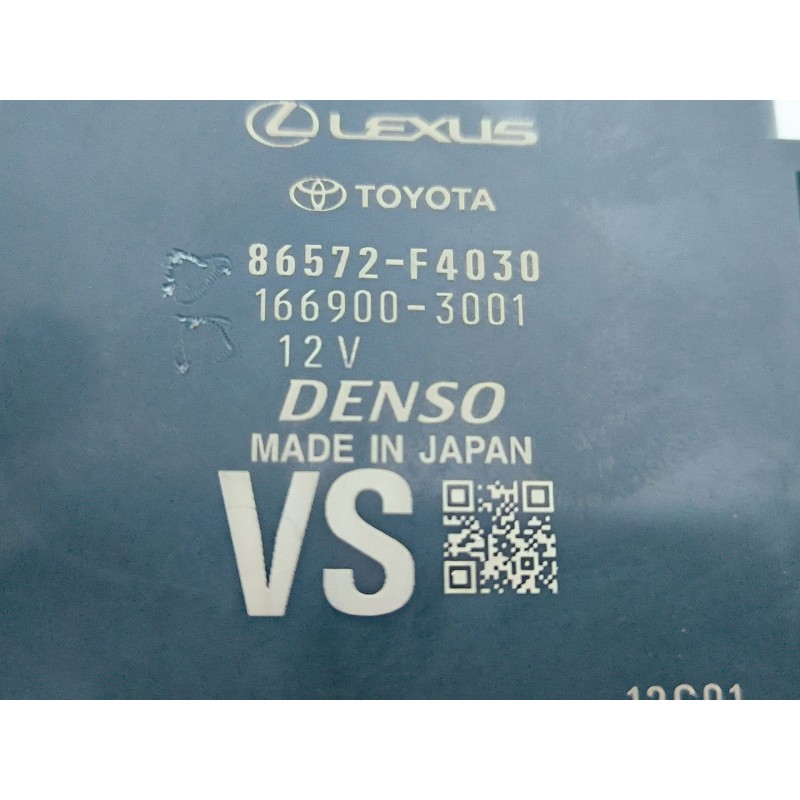 LEXUS
TOYOTA
86572-F4030
166900-3001
12V
DENSO
MADE IN JAPAN
VS